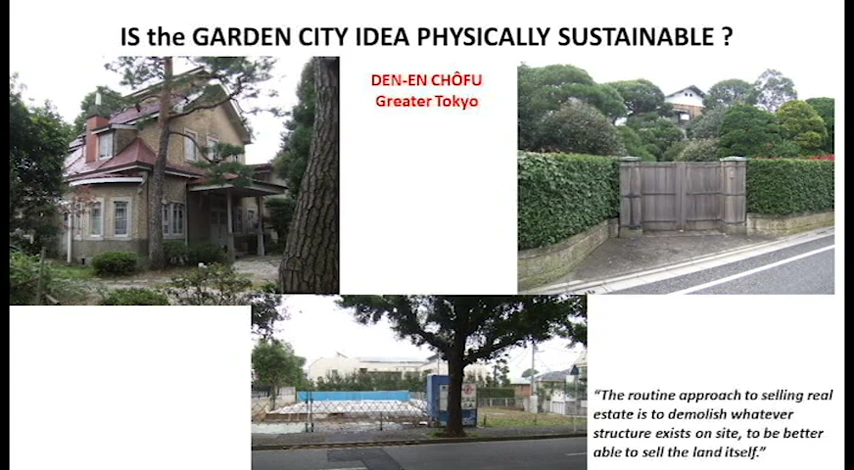 IS the GARDEN CITY IDEA PHYSICALLY SUSTAINABLE ?
DEN-EN CHÔFU
Greater Tokyo
“The routine approach to selling real
estate is to demolish whatever
structure exists on site, to be better
able to sell the land itself.”